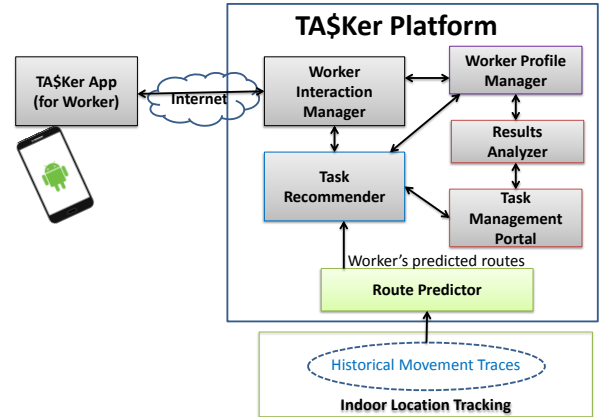 TA$Ker Platform
TA$Ker App
(for Worker)
Internet
Worker
Interaction
Manager
Worker Profile
Manager
Results
Analyzer
Task
Recommender
Task
Management
Portal
Worker's predicted routes
Route Predictor
Historical Movement Traces
Indoor Location Tracking